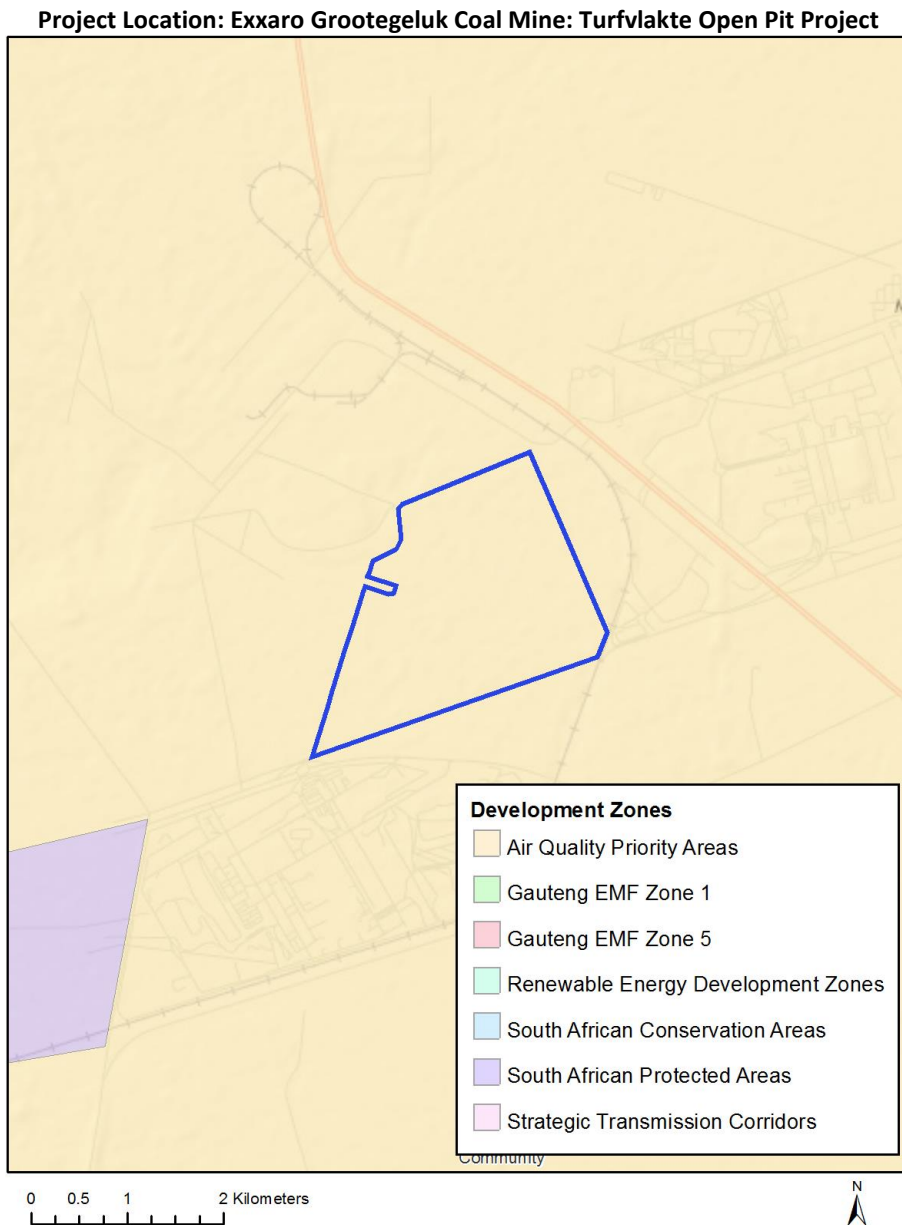 Project Location: Exxaro Grootegeluk Coal Mine: Turfvlakte Open Pit Project
Development Zones
Air Quality Priority Areas
Gauteng EMF Zone 1
Gauteng EMF Zone 5
Renewable Energy Development Zones
South African Conservation Areas
South African Protected Areas
Strategic Transmission Corridors
Community
0 0.5 1 2 Kilometers
N